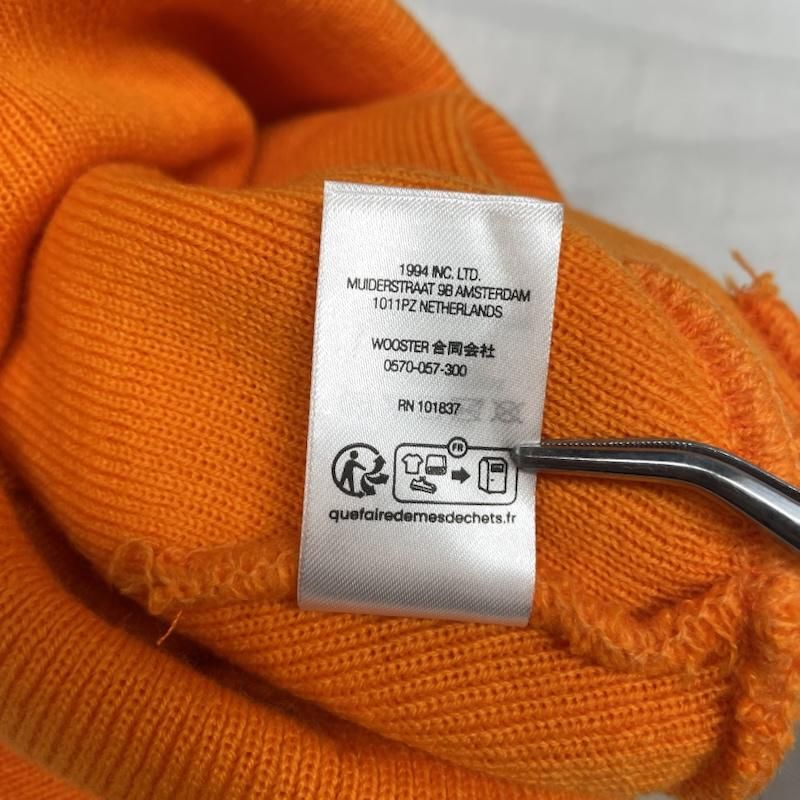 1994 INC. LTD.
MUIDERSTRAAT 9B AMSTERDAM
1011PZ NETHERLANDS
WOOSTER 合同会社
0570-057-300
RN 101837
FR
quefairedemesdechets.fr